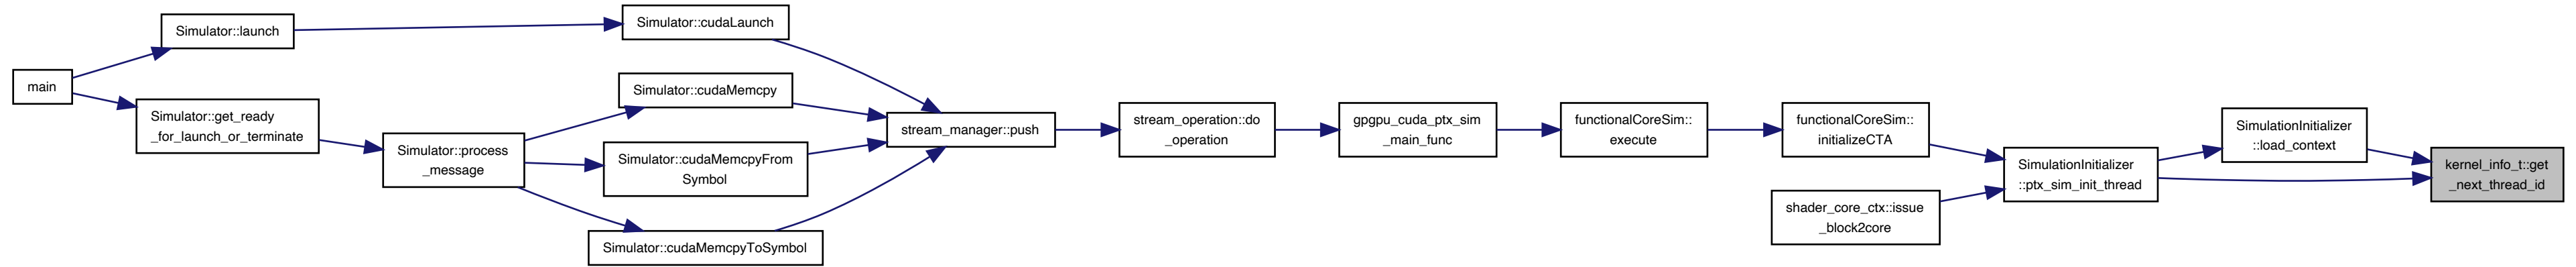 main
Simulator::launch
Simulator::get_ready
_for_launch_or_terminate
Simulator::process
_message
Simulator::cudaLaunch
Simulator::cudaMemcpy
Simulator::cudaMemcpyFrom
Symbol
Simulator::cudaMemcpyToSymbol
stream_manager::push
stream_operation::do
_operation
gpgpu_cuda_ptx_sim
_main_func
functionalCoreSim::
execute
functionalCoreSim::
initializeCTA
shader_core_ctx::issue
_block2core
SimulationInitializer
::ptx_sim_init_thread
SimulationInitializer
::load_context
kernel_info_t::get
_next_thread_id